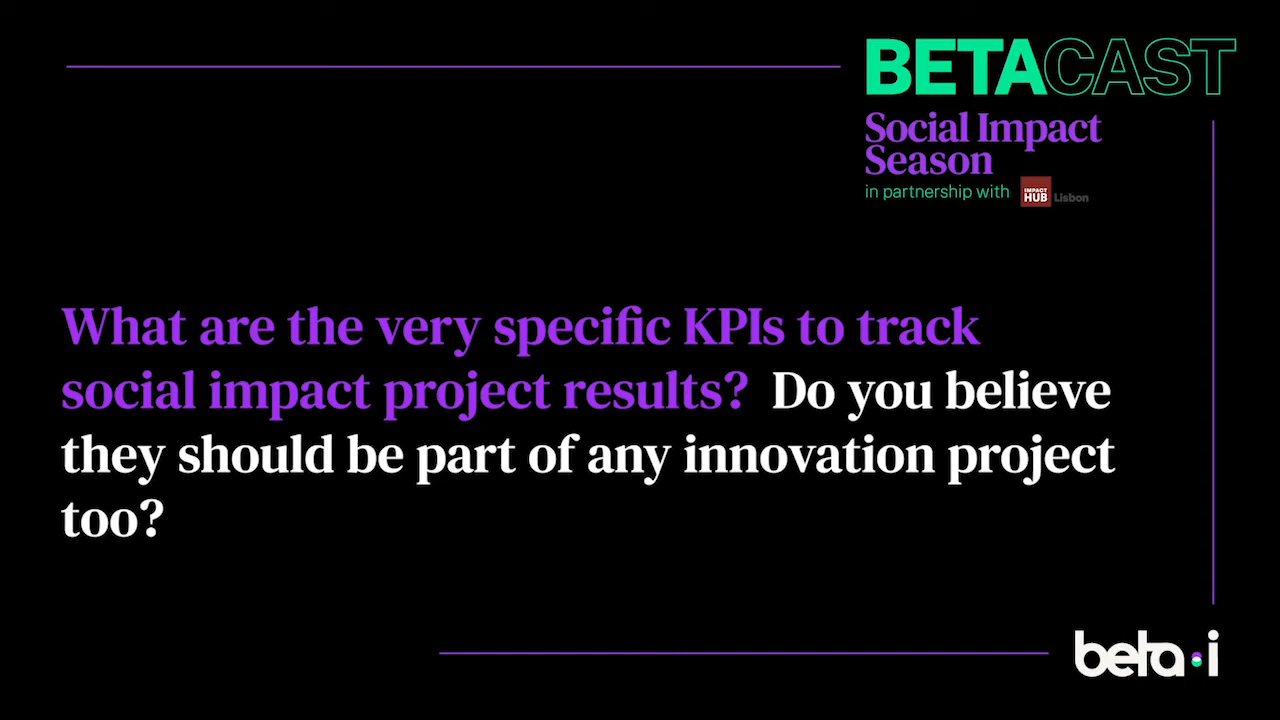 BETACAST
Social Impact
Season
in partnership with IMPACT HUB Lisbon
What are the very specific KPIs to track
social impact project results? Do you believe
they should be part of any innovation project
too?
beta-i